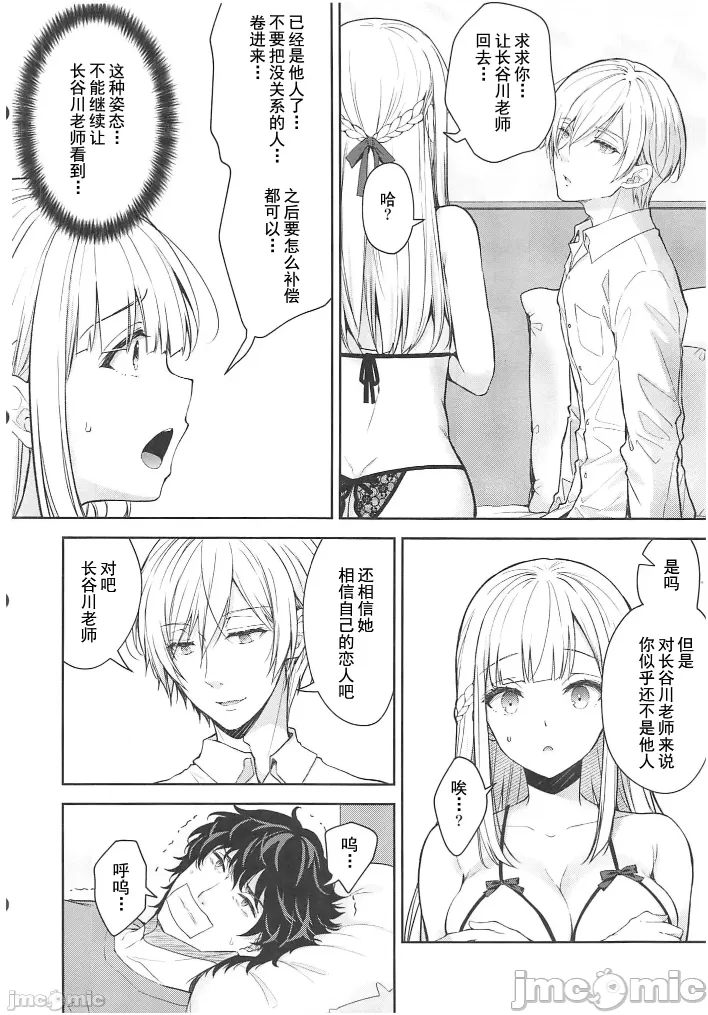 求求你…
让长谷川老师
回去…
哈?
已经是他人了…
不要把没关系的人…
卷进来…
之后要怎么补偿
都可以…
这种姿态…
不能继续让
长谷川老师看到…
是吗
但是
对长谷川老师来说
你似乎还不是他人
唉…?
还相信她
相信自己的恋人吧
对吧
长谷川老师
呜…
呼呜…
jmcomic
jmcomic